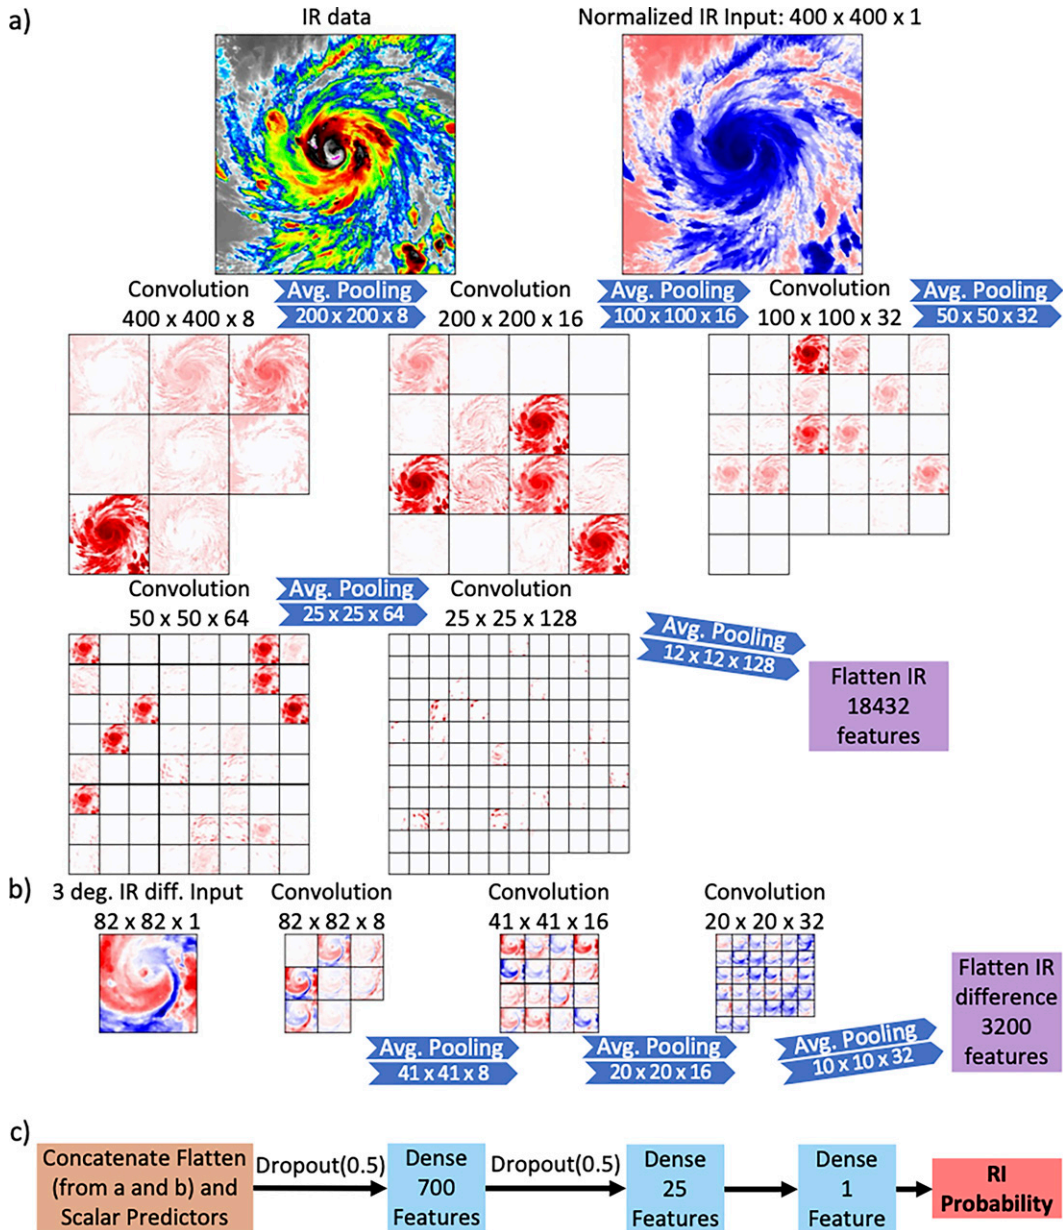 a)
IR data
Normalized IR Input: 400 x 400 x 1
Convolution
400 x 400 x 8
Avg. Pooling
200 x 200 x 8
Convolution
200 x 200 x 16
Avg. Pooling
100 x 100 x 16
Convolution
100 x 100 x 32
Avg. Pooling
50 x 50 x 32
Convolution
50 x 50 x 64
Avg. Pooling
25 x 25 x 64
Convolution
25 x 25 x 128
Avg. Pooling
12 x 12 x 128
Flatten IR
18432
features
b)
3 deg. IR diff. Input
82 x 82 x 1
Convolution
82 x 82 x 8
Avg. Pooling
41 x 41 x 8
Convolution
41 x 41 x 16
Avg. Pooling
20 x 20 x 16
Convolution
20 x 20 x 32
Avg. Pooling
10 x 10 x 32
Flatten IR
difference
3200
features
c)
Concatenate Flatten
(from a and b) and
Scalar Predictors
Dropout(0.5)
Dense
700
Features
Dropout(0.5)
Dense
25
Features
Dense
1
Feature
RI
Probability